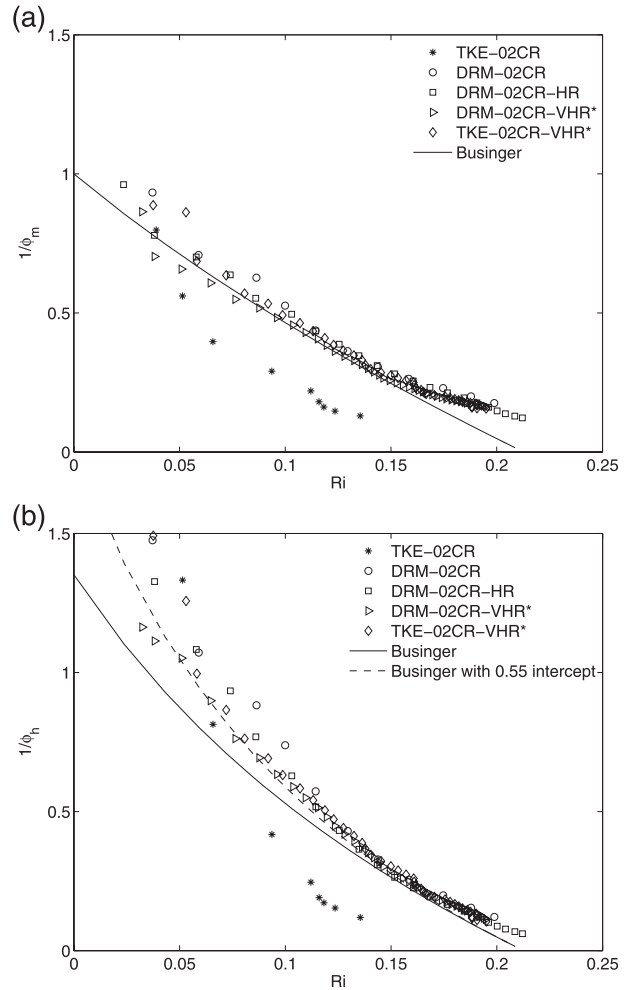 (a)
1.5
1
0.5
0
1/ϕm
TKE−02CR
DRM−02CR
DRM−02CR−HR
DRM−02CR−VHR*
TKE−02CR−VHR*
Businger
0 0.05 0.1 0.15 0.2 0.25
Ri
(b)
1.5
1
0.5
0
1/ϕh
TKE−02CR
DRM−02CR
DRM−02CR−HR
DRM−02CR−VHR*
TKE−02CR−VHR*
Businger
Businger with 0.55 intercept
0 0.05 0.1 0.15 0.2 0.25
Ri